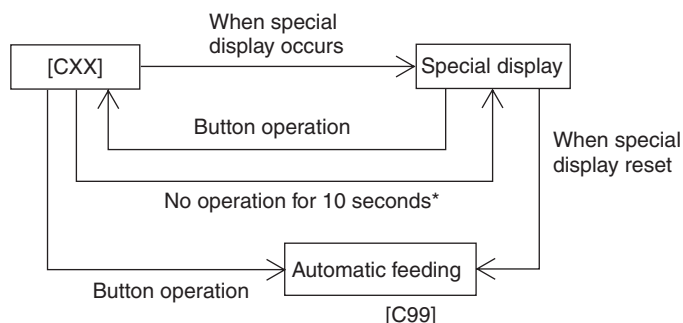 When special
display occurs
[CXX]
Special display
Button operation
When special
display reset
No operation for 10 seconds*
Automatic feeding
Button operation
[C99]